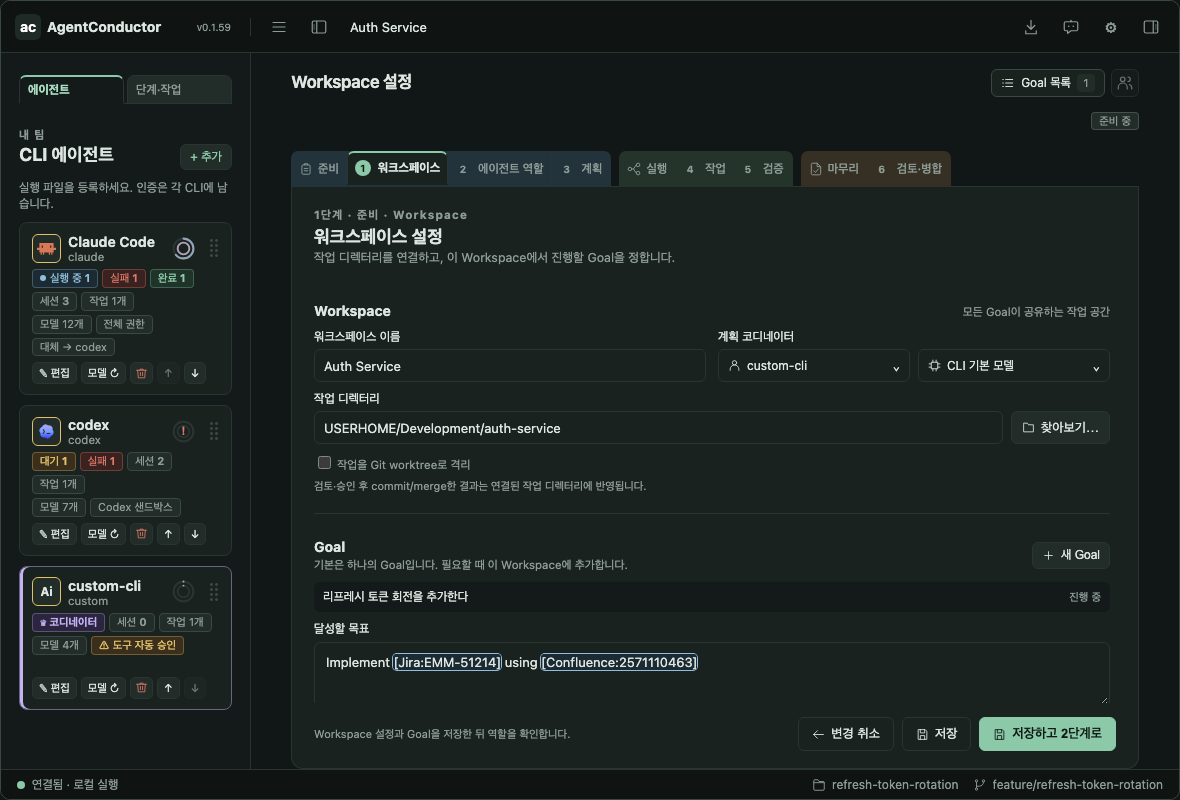 ac AgentConductor v0.1.59 Auth Service
에이전트 단계·작업
내 팀
CLI 에이전트 + 추가
실행 파일을 등록하세요. 인증은 각 CLI에 남
습니다.
Claude Code
claude
실행 중 1 실패 1 완료 1
세션 3 작업 1개
모델 12개 전체 권한
대체 → codex
✎ 편집 모델 ↻ ↑ ↓
codex
codex
대기 1 실패 1 세션 2
작업 1개
모델 7개 Codex 샌드박스
✎ 편집 모델 ↻ ↑ ↓
Ai custom-cli
custom
♛ 코디네이터 세션 0 작업 1개
모델 4개 ⚠ 도구 자동 승인
✎ 편집 모델 ↻ ↑ ↓
Workspace 설정
Goal 목록 1
준비 중
준비 1 워크스페이스 2 에이전트 역할 3 계획 실행 4 작업 5 검증 마무리 6 검토·병합
1단계 · 준비 · Workspace
워크스페이스 설정
작업 디렉터리를 연결하고, 이 Workspace에서 진행할 Goal을 정합니다.
Workspace 모든 Goal이 공유하는 작업 공간
워크스페이스 이름 계획 코디네이터
Auth Service custom-cli CLI 기본 모델
작업 디렉터리
USERHOME/Development/auth-service 찾아보기...
작업을 Git worktree로 격리
검토·승인 후 commit/merge한 결과는 연결된 작업 디렉터리에 반영됩니다.
Goal
기본은 하나의 Goal입니다. 필요할 때 이 Workspace에 추가합니다.
+ 새 Goal
리프레시 토큰 회전을 추가한다 진행 중
달성할 목표
Implement [Jira:EMM-51214] using [Confluence:2571110463]
Workspace 설정과 Goal을 저장한 뒤 역할을 확인합니다. ← 변경 취소 저장 저장하고 2단계로
연결됨 · 로컬 실행 refresh-token-rotation feature/refresh-token-rotation